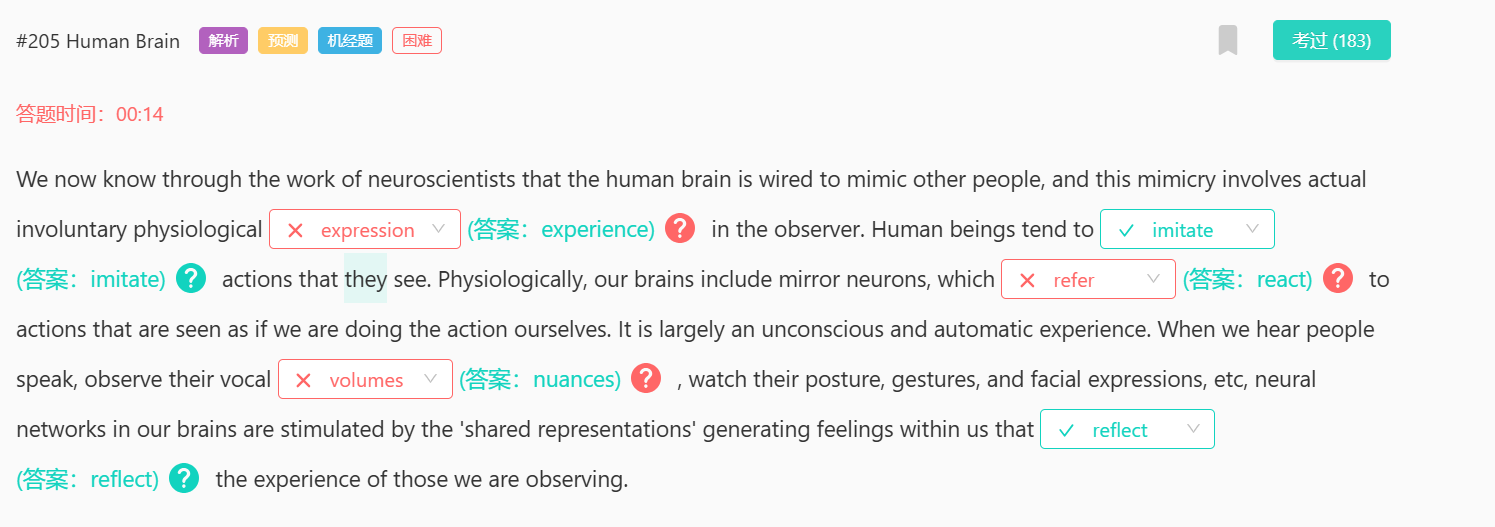 #205 Human Brain 解析 预测 机经题 困难 考过 (183)
答题时间：00:14
We now know through the work of neuroscientists that the human brain is wired to mimic other people, and this mimicry involves actual
involuntary physiological × expression (答案：experience) ? in the observer. Human beings tend to ✓ imitate
(答案：imitate) ? actions that they see. Physiologically, our brains include mirror neurons, which × refer (答案：react) ? to
actions that are seen as if we are doing the action ourselves. It is largely an unconscious and automatic experience. When we hear people
speak, observe their vocal × volumes (答案：nuances) ? , watch their posture, gestures, and facial expressions, etc, neural
networks in our brains are stimulated by the 'shared representations' generating feelings within us that ✓ reflect
(答案：reflect) ? the experience of those we are observing.